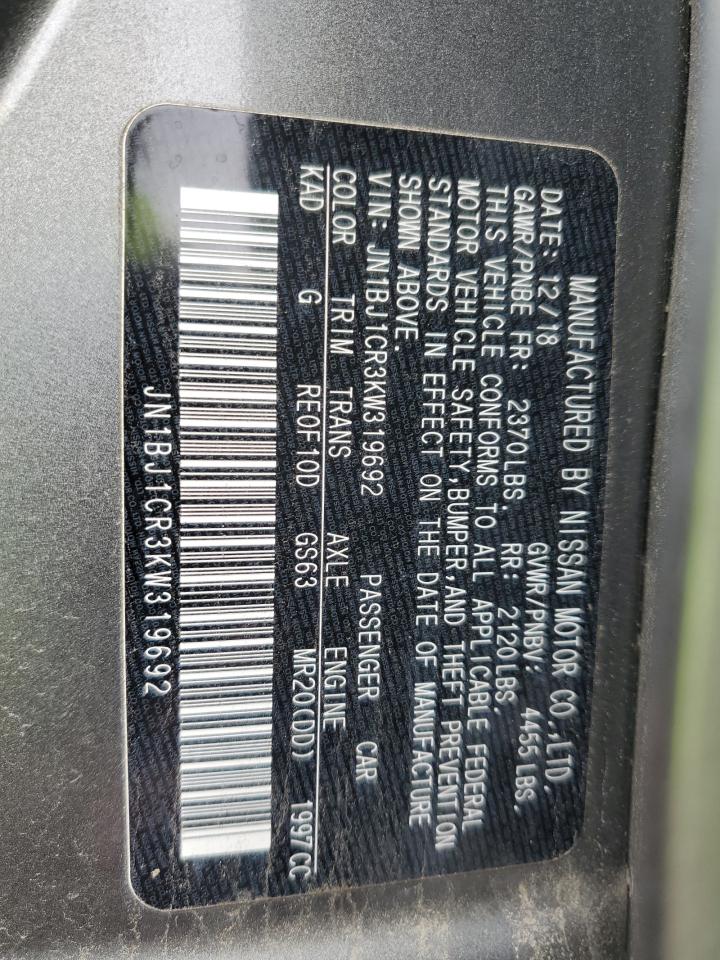 MANUFACTURED BY NISSAN MOTOR CO.,LTD.
DATE: 12/18 GVWR/PNBV: 4455LBS.
GAWR/PNBE FR: 2370LBS. RR: 2120LBS.
THIS VEHICLE CONFORMS TO ALL APPLICABLE FEDERAL
MOTOR VEHICLE SAFETY,BUMPER,AND THEFT PREVENTION
STANDARDS IN EFFECT ON THE DATE OF MANUFACTURE
SHOWN ABOVE.
VIN: JN1BJ1CR3KW319692 PASSENGER CAR
COLOR TRIM TRANS AXLE ENGINE
KAD G RE0F10D GS63 MR20(DD) 1997CC
JN1BJ1CR3KW319692